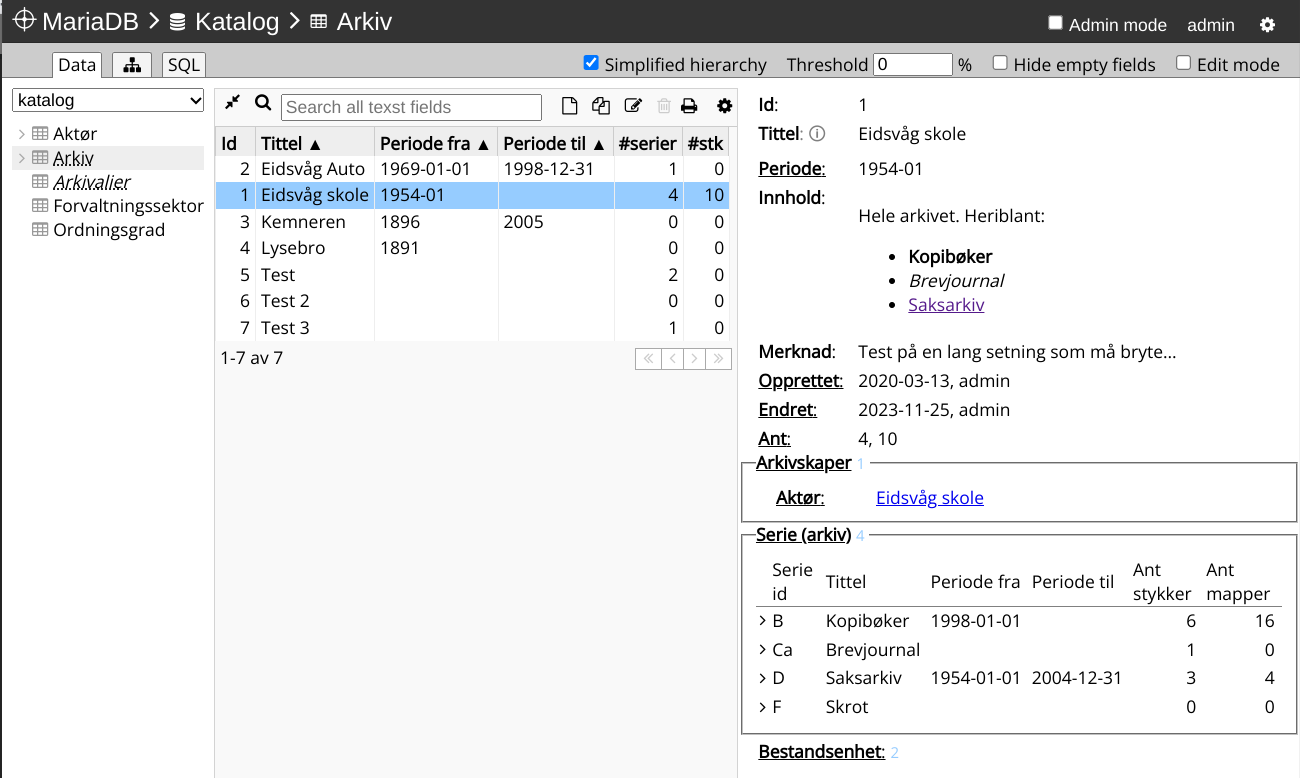 MariaDB > Katalog > Arkiv
Admin mode admin
Data SQL
Simplified hierarchy Threshold 0 % Hide empty fields Edit mode
katalog
Aktør
Arkiv
Arkivalier
Forvaltningssektor
Ordningsgrad
Search all texst fields
Id Tittel ▲ Periode fra ▲ Periode til ▲ #serier #stk
2 Eidsvåg Auto 1969-01-01 1998-12-31 1 0
1 Eidsvåg skole 1954-01 4 10
3 Kemneren 1896 2005 0 0
4 Lysebro 1891 0 0
5 Test 2 0
6 Test 2 0 0
7 Test 3 1 0
1-7 av 7
« < > »
Id: 1
Tittel: ⓘ Eidsvåg skole
Periode: 1954-01
Innhold:
Hele arkivet. Heriblant:
• Kopibøker
• Brevjournal
• Saksarkiv
Merknad: Test på en lang setning som må bryte...
Opprettet: 2020-03-13, admin
Endret: 2023-11-25, admin
Ant: 4, 10
Arkivskaper 1
Aktør: Eidsvåg skole
Serie (arkiv) 4
Serie id Tittel Periode fra Periode til Ant stykker Ant mapper
> B Kopibøker 1998-01-01 6 16
> Ca Brevjournal 1 0
> D Saksarkiv 1954-01-01 2004-12-31 3 4
> F Skrot 0 0
Bestandsenhet: 2